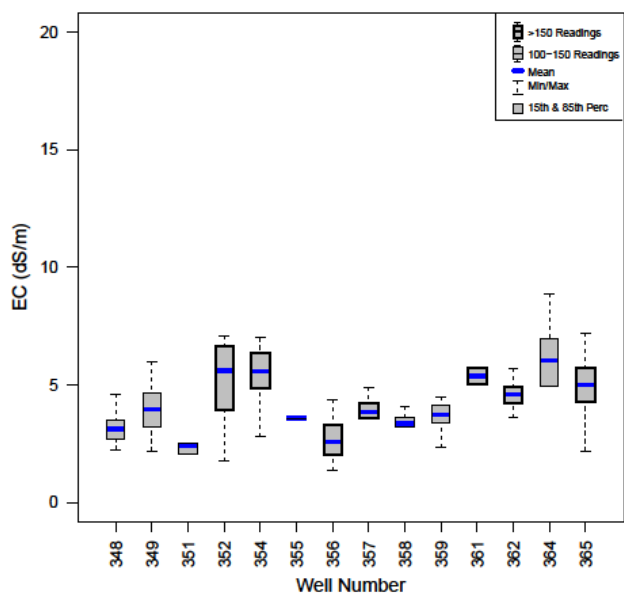 20
15
10
5
0
EC (dS/m)
>150 Readings
100−150 Readings
Mean
Min/Max
15th & 85th Perc
348 349 351 352 354 355 356 357 358 359 361 362 364 365
Well Number